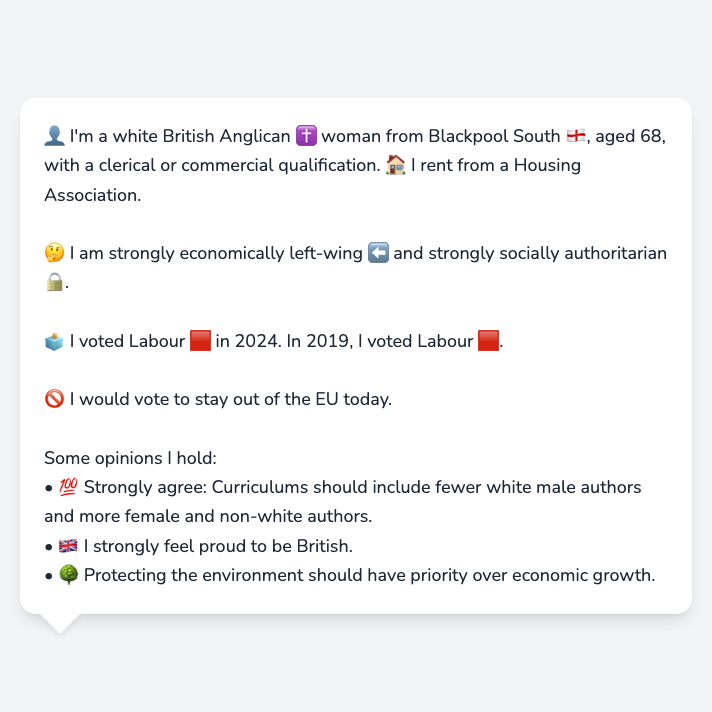 👤 I'm a white British Anglican ✝️ woman from Blackpool South 🏴󠁧󠁢󠁥󠁮󠁧󠁿, aged 68,
with a clerical or commercial qualification. 🏠 I rent from a Housing
Association.
🤔 I am strongly economically left-wing ⬅️ and strongly socially authoritarian
🔒.
🗳️ I voted Labour 🟥 in 2024. In 2019, I voted Labour 🟥.
🚫 I would vote to stay out of the EU today.
Some opinions I hold:
• 💯 Strongly agree: Curriculums should include fewer white male authors
and more female and non-white authors.
• 🇬🇧 I strongly feel proud to be British.
• 🌳 Protecting the environment should have priority over economic growth.